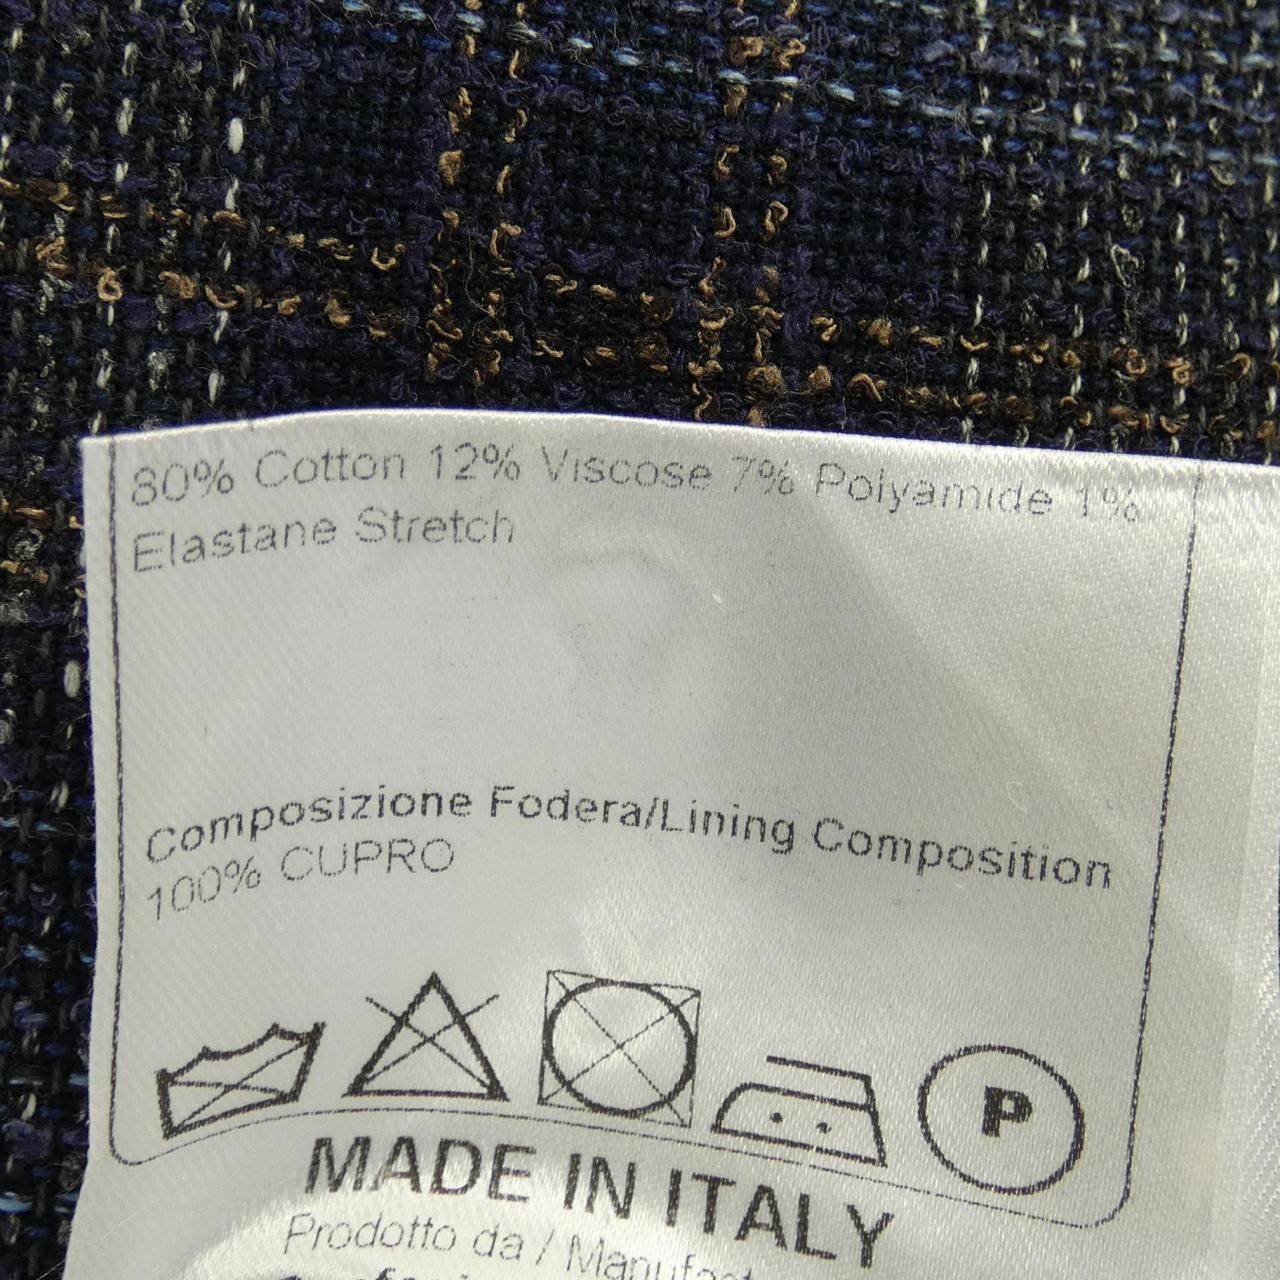 80% Cotton 12% Viscose 7% Polyamide 1%
Elastane Stretch
Composizione Fodera/Lining Composition
100% CUPRO
P
MADE IN ITALY
Prodotto da /